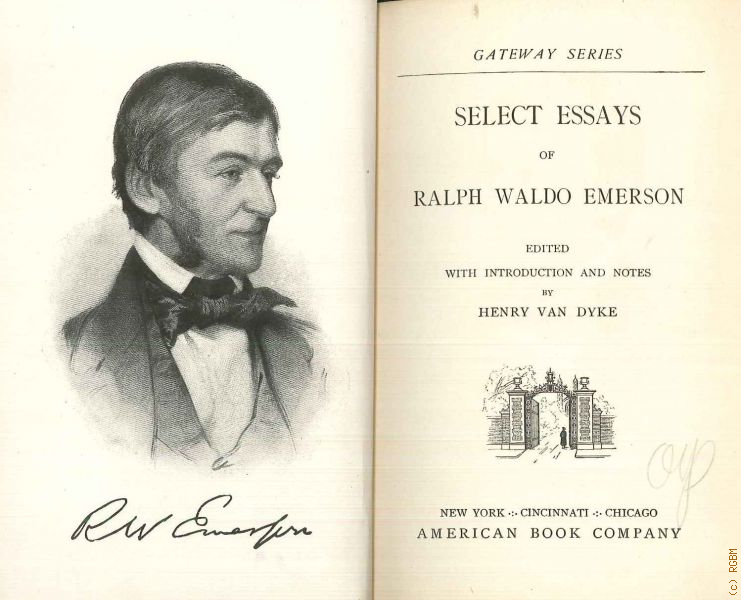 R W Emerson
GATEWAY SERIES
SELECT ESSAYS
OF
RALPH WALDO EMERSON
EDITED
WITH INTRODUCTION AND NOTES
BY
HENRY VAN DYKE
NEW YORK ·:· CINCINNATI ·:· CHICAGO
AMERICAN BOOK COMPANY
(c) RGBM